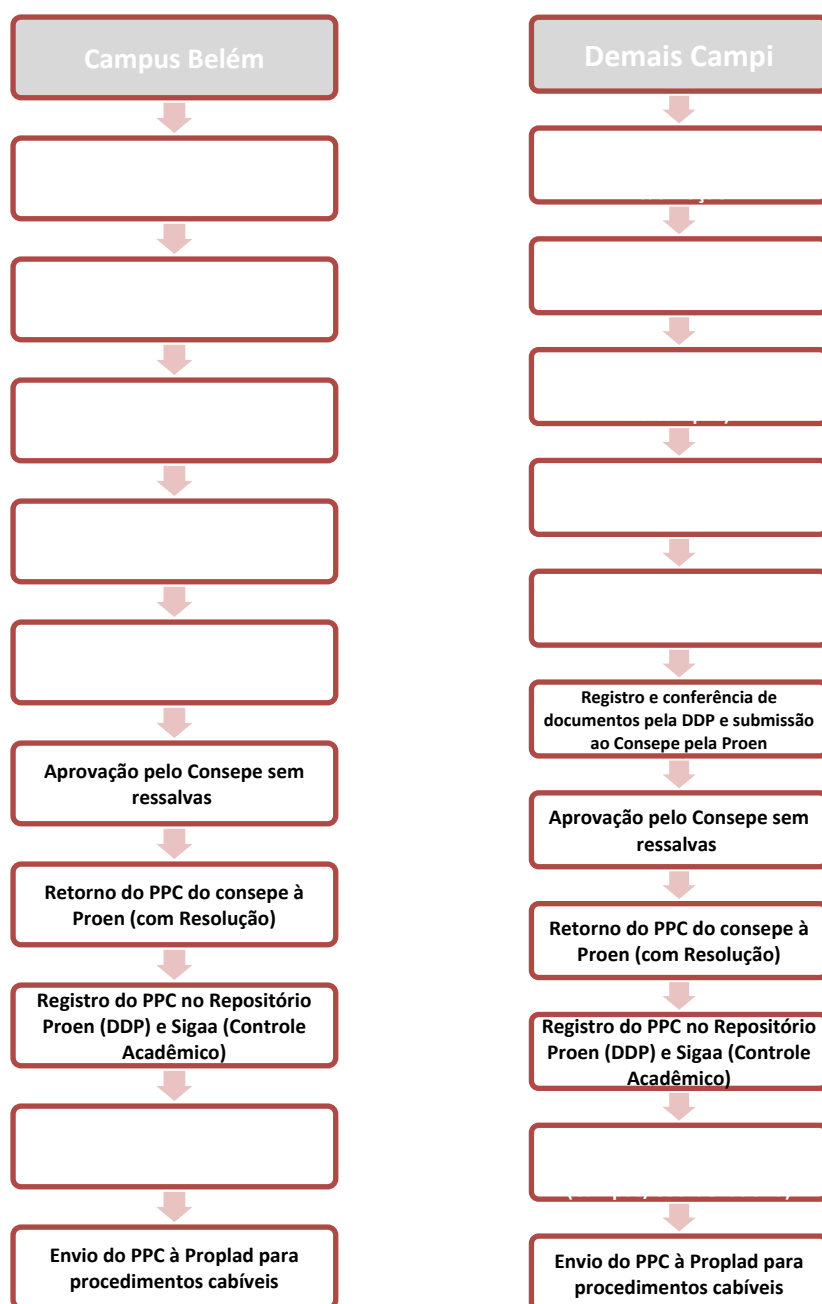 Campus Belém
Aprovação pelo Consepe sem
ressalvas
Retorno do PPC do consepe à
Proen (com Resolução)
Registro do PPC no Repositório
Proen (DDP) e Sigaa (Controle
Acadêmico)
Envio do PPC à Proplad para
procedimentos cabíveis
Demais Campi
Registro e conferência de
documentos pela DDP e submissão
ao Consepe pela Proen
Aprovação pelo Consepe sem
ressalvas
Retorno do PPC do consepe à
Proen (com Resolução)
Registro do PPC no Repositório
Proen (DDP) e Sigaa (Controle
Acadêmico)
Envio do PPC à Proplad para
procedimentos cabíveis